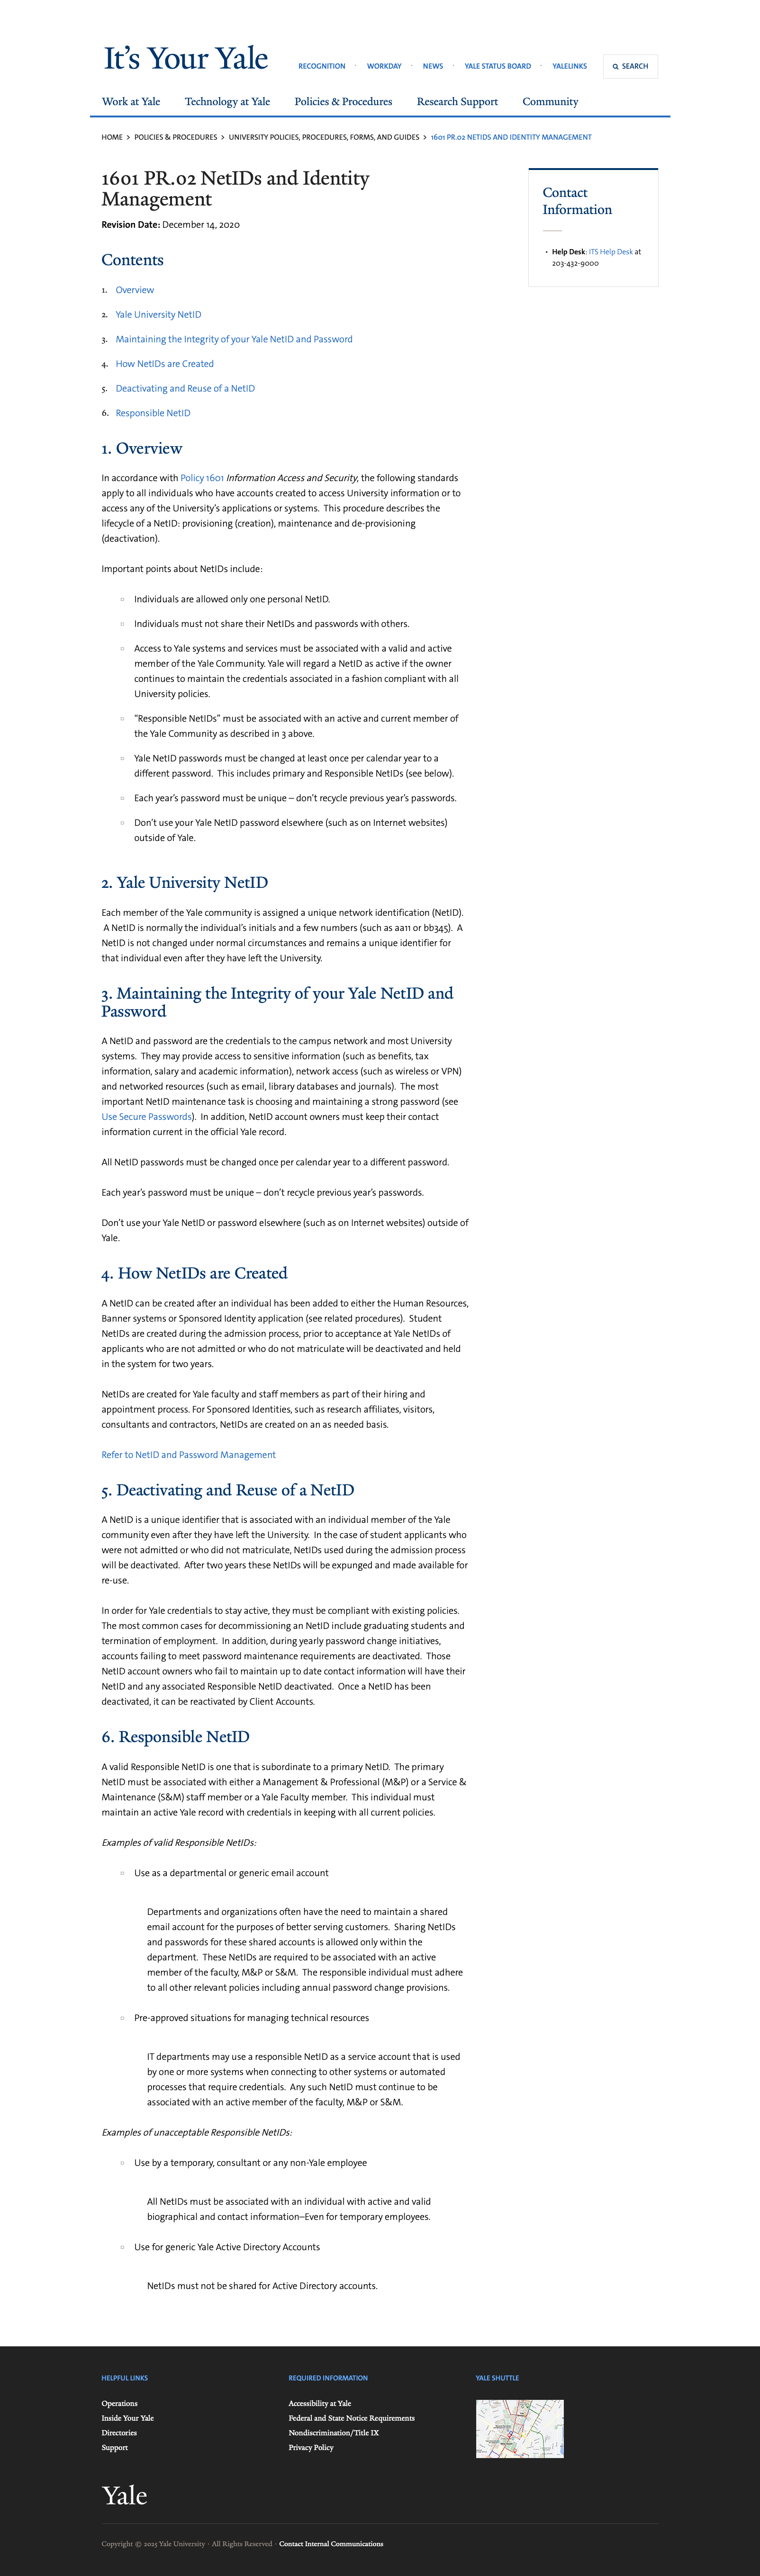 It's Your Yale
RECOGNITION · WORKDAY · NEWS · YALE STATUS BOARD · YALELINKS
SEARCH
Work at Yale
Technology at Yale
Policies & Procedures
Research Support
Community
HOME > POLICIES & PROCEDURES > UNIVERSITY POLICIES, PROCEDURES, FORMS, AND GUIDES > 1601 PR.02 NETIDS AND IDENTITY MANAGEMENT
1601 PR.02 NetIDs and Identity
Management
Revision Date: December 14, 2020
Contents
1. Overview
2. Yale University NetID
3. Maintaining the Integrity of your Yale NetID and Password
4. How NetIDs are Created
5. Deactivating and Reuse of a NetID
6. Responsible NetID
Contact
Information
• Help Desk: ITS Help Desk at
203-432-9000
1. Overview
In accordance with Policy 1601 Information Access and Security, the following standards
apply to all individuals who have accounts created to access University information or to
access any of the University's applications or systems.  This procedure describes the
lifecycle of a NetID: provisioning (creation), maintenance and de-provisioning
(deactivation).
Important points about NetIDs include:
Individuals are allowed only one personal NetID.
Individuals must not share their NetIDs and passwords with others.
Access to Yale systems and services must be associated with a valid and active
member of the Yale Community. Yale will regard a NetID as active if the owner
continues to maintain the credentials associated in a fashion compliant with all
University policies.
“Responsible NetIDs” must be associated with an active and current member of
the Yale Community as described in 3 above.
Yale NetID passwords must be changed at least once per calendar year to a
different password.  This includes primary and Responsible NetIDs (see below).
Each year's password must be unique – don't recycle previous year's passwords.
Don't use your Yale NetID password elsewhere (such as on Internet websites)
outside of Yale.
2. Yale University NetID
Each member of the Yale community is assigned a unique network identification (NetID).
A NetID is normally the individual's initials and a few numbers (such as aa11 or bb345).  A
NetID is not changed under normal circumstances and remains a unique identifier for
that individual even after they have left the University.
3. Maintaining the Integrity of your Yale NetID and
Password
A NetID and password are the credentials to the campus network and most University
systems.  They may provide access to sensitive information (such as benefits, tax
information, salary and academic information), network access (such as wireless or VPN)
and networked resources (such as email, library databases and journals).  The most
important NetID maintenance task is choosing and maintaining a strong password (see
Use Secure Passwords).  In addition, NetID account owners must keep their contact
information current in the official Yale record.
All NetID passwords must be changed once per calendar year to a different password.
Each year's password must be unique – don't recycle previous year's passwords.
Don't use your Yale NetID or password elsewhere (such as on Internet websites) outside of
Yale.
4. How NetIDs are Created
A NetID can be created after an individual has been added to either the Human Resources,
Banner systems or Sponsored Identity application (see related procedures).  Student
NetIDs are created during the admission process, prior to acceptance at Yale NetIDs of
applicants who are not admitted or who do not matriculate will be deactivated and held
in the system for two years.
NetIDs are created for Yale faculty and staff members as part of their hiring and
appointment process. For Sponsored Identities, such as research affiliates, visitors,
consultants and contractors, NetIDs are created on an as needed basis.
Refer to NetID and Password Management
5. Deactivating and Reuse of a NetID
A NetID is a unique identifier that is associated with an individual member of the Yale
community even after they have left the University.  In the case of student applicants who
were not admitted or who did not matriculate, NetIDs used during the admission process
will be deactivated.  After two years these NetIDs will be expunged and made available for
re-use.
In order for Yale credentials to stay active, they must be compliant with existing policies.
The most common cases for decommissioning an NetID include graduating students and
termination of employment.  In addition, during yearly password change initiatives,
accounts failing to meet password maintenance requirements are deactivated.  Those
NetID account owners who fail to maintain up to date contact information will have their
NetID and any associated Responsible NetID deactivated.  Once a NetID has been
deactivated, it can be reactivated by Client Accounts.
6. Responsible NetID
A valid Responsible NetID is one that is subordinate to a primary NetID.  The primary
NetID must be associated with either a Management & Professional (M&P) or a Service &
Maintenance (S&M) staff member or a Yale Faculty member.  This individual must
maintain an active Yale record with credentials in keeping with all current policies.
Examples of valid Responsible NetIDs:
Use as a departmental or generic email account
Departments and organizations often have the need to maintain a shared
email account for the purposes of better serving customers.  Sharing NetIDs
and passwords for these shared accounts is allowed only within the
department.  These NetIDs are required to be associated with an active
member of the faculty, M&P or S&M.  The responsible individual must adhere
to all other relevant policies including annual password change provisions.
Pre-approved situations for managing technical resources
IT departments may use a responsible NetID as a service account that is used
by one or more systems when connecting to other systems or automated
processes that require credentials.  Any such NetID must continue to be
associated with an active member of the faculty, M&P or S&M.
Examples of unacceptable Responsible NetIDs:
Use by a temporary, consultant or any non-Yale employee
All NetIDs must be associated with an individual with active and valid
biographical and contact information–Even for temporary employees.
Use for generic Yale Active Directory Accounts
NetIDs must not be shared for Active Directory accounts.
HELPFUL LINKS
Operations
Inside Your Yale
Directories
Support
REQUIRED INFORMATION
Accessibility at Yale
Federal and State Notice Requirements
Nondiscrimination/Title IX
Privacy Policy
YALE SHUTTLE
Yale
Copyright © 2025 Yale University · All Rights Reserved · Contact Internal Communications